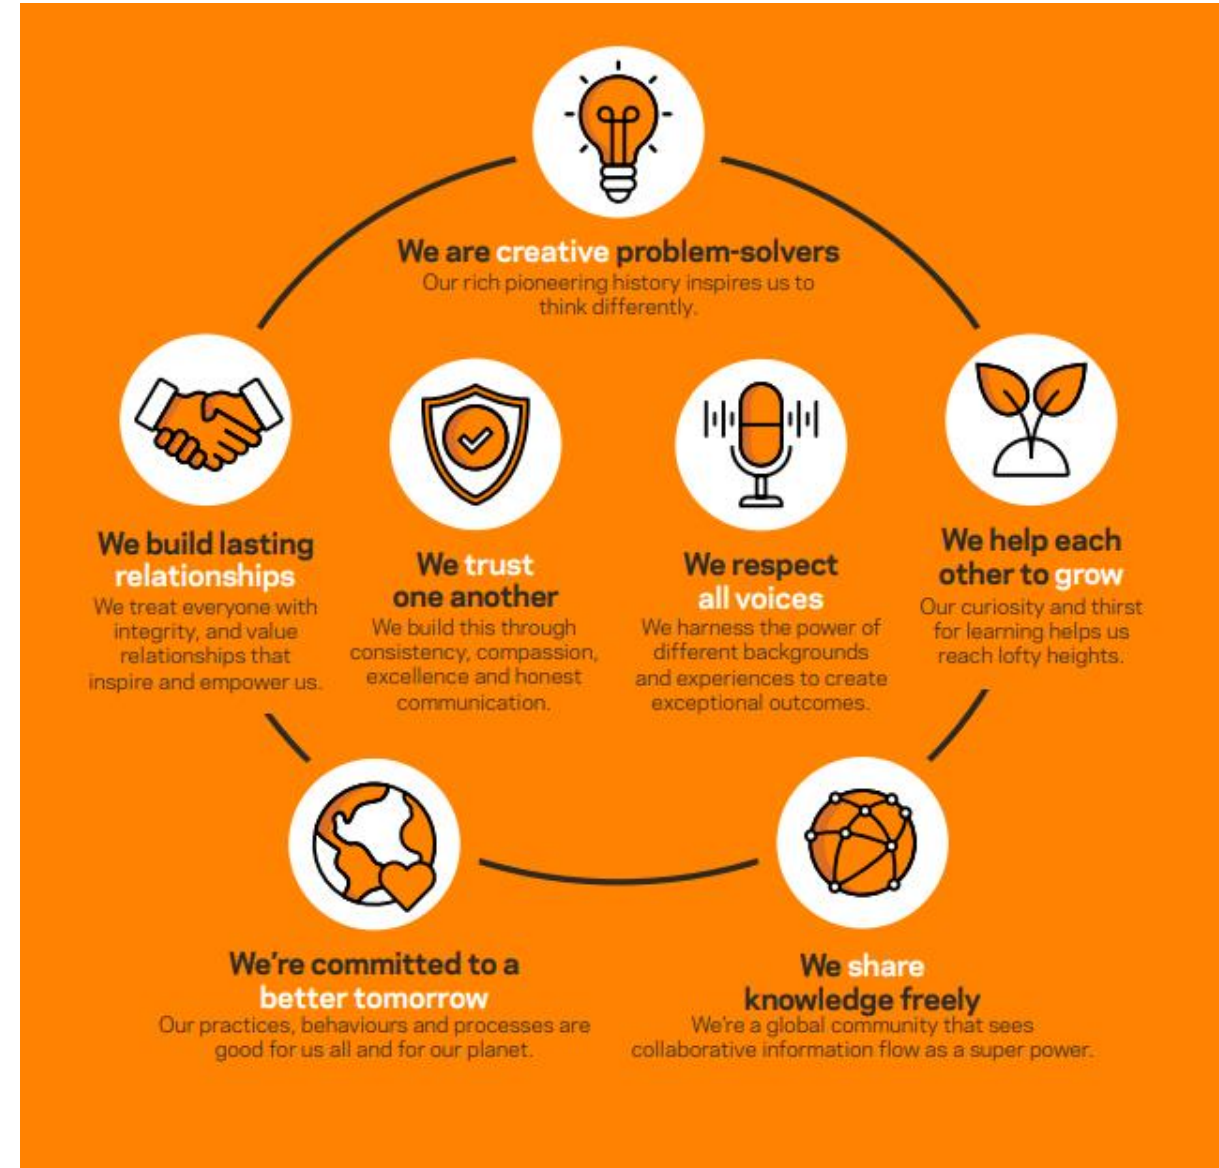 We are creative problem-solvers
Our rich pioneering history inspires us to
think differently.
We build lasting
relationships
We treat everyone with
integrity, and value
relationships that
inspire and empower us.
We trust
one another
We build this through
consistency, compassion,
excellence and honest
communication.
We respect
all voices
We harness the power of
different backgrounds
and experiences to create
exceptional outcomes.
We help each
other to grow
Our curiosity and thirst
for learning helps us
reach lofty heights.
We're committed to a
better tomorrow
Our practices, behaviours and processes are
good for us all and for our planet.
We share
knowledge freely
We're a global community that sees
collaborative information flow as a super power.